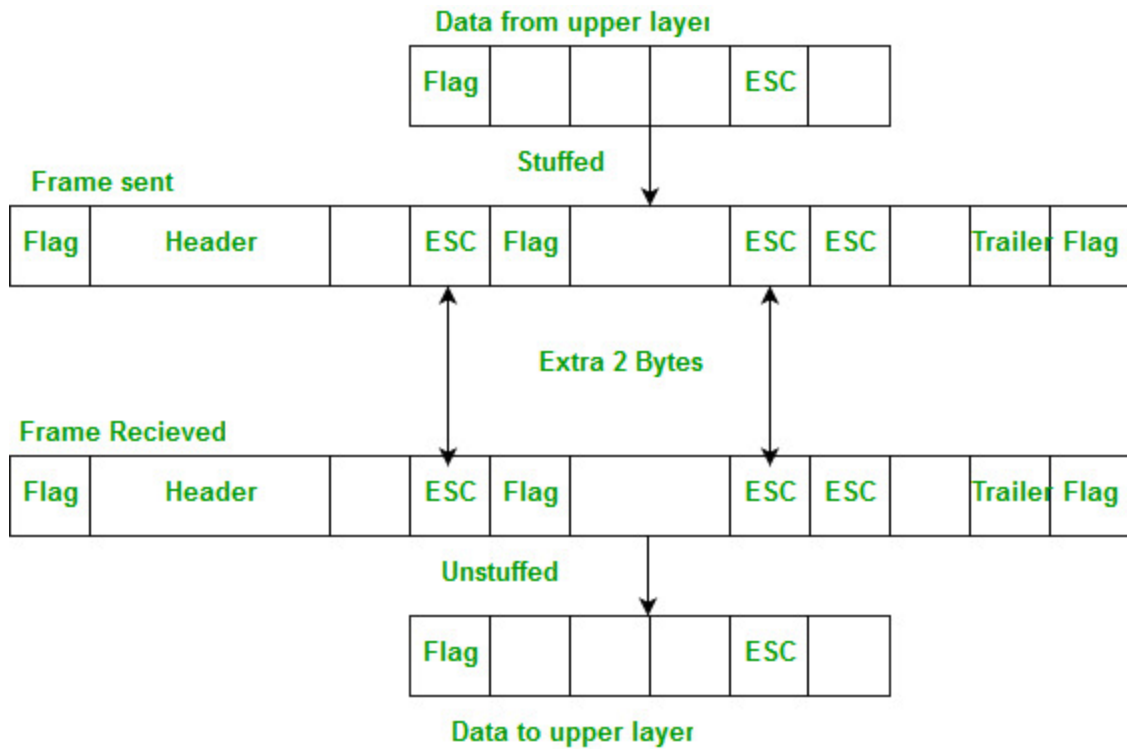 Data from upper layer
Flag ESC
Stuffed
Frame sent
Flag Header ESC Flag ESC ESC Trailer Flag
Extra 2 Bytes
Frame Recieved
Flag Header ESC Flag ESC ESC Trailer Flag
Unstuffed
Flag ESC
Data to upper layer